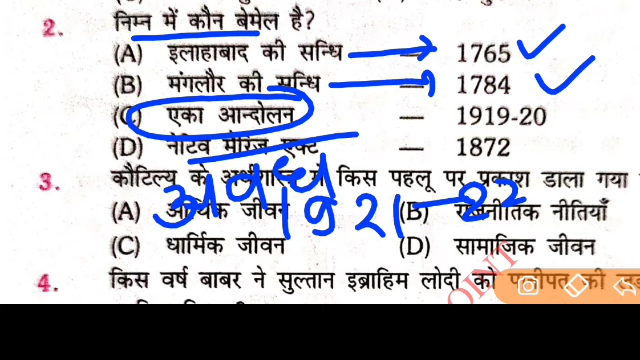 2. निम्न में कौन बेमेल है?
(A) इलाहाबाद की सन्धि — 1765
(B) मंगलौर की सन्धि — 1784
(C) एका आन्दोलन — 1919-20
(D) नेटिव मैरिज एक्ट — 1872
अवध
3. कौटिल्य के अर्थशास्त्र में किस पहलू पर प्रकाश डाला गया
1921-22
(A) आर्थिक जीवन (B) राजनीतिक नीतियाँ
(C) धार्मिक जीवन (D) सामाजिक जीवन
4. किस वर्ष बाबर ने सुल्तान इब्राहिम लोदी को पानीपत की